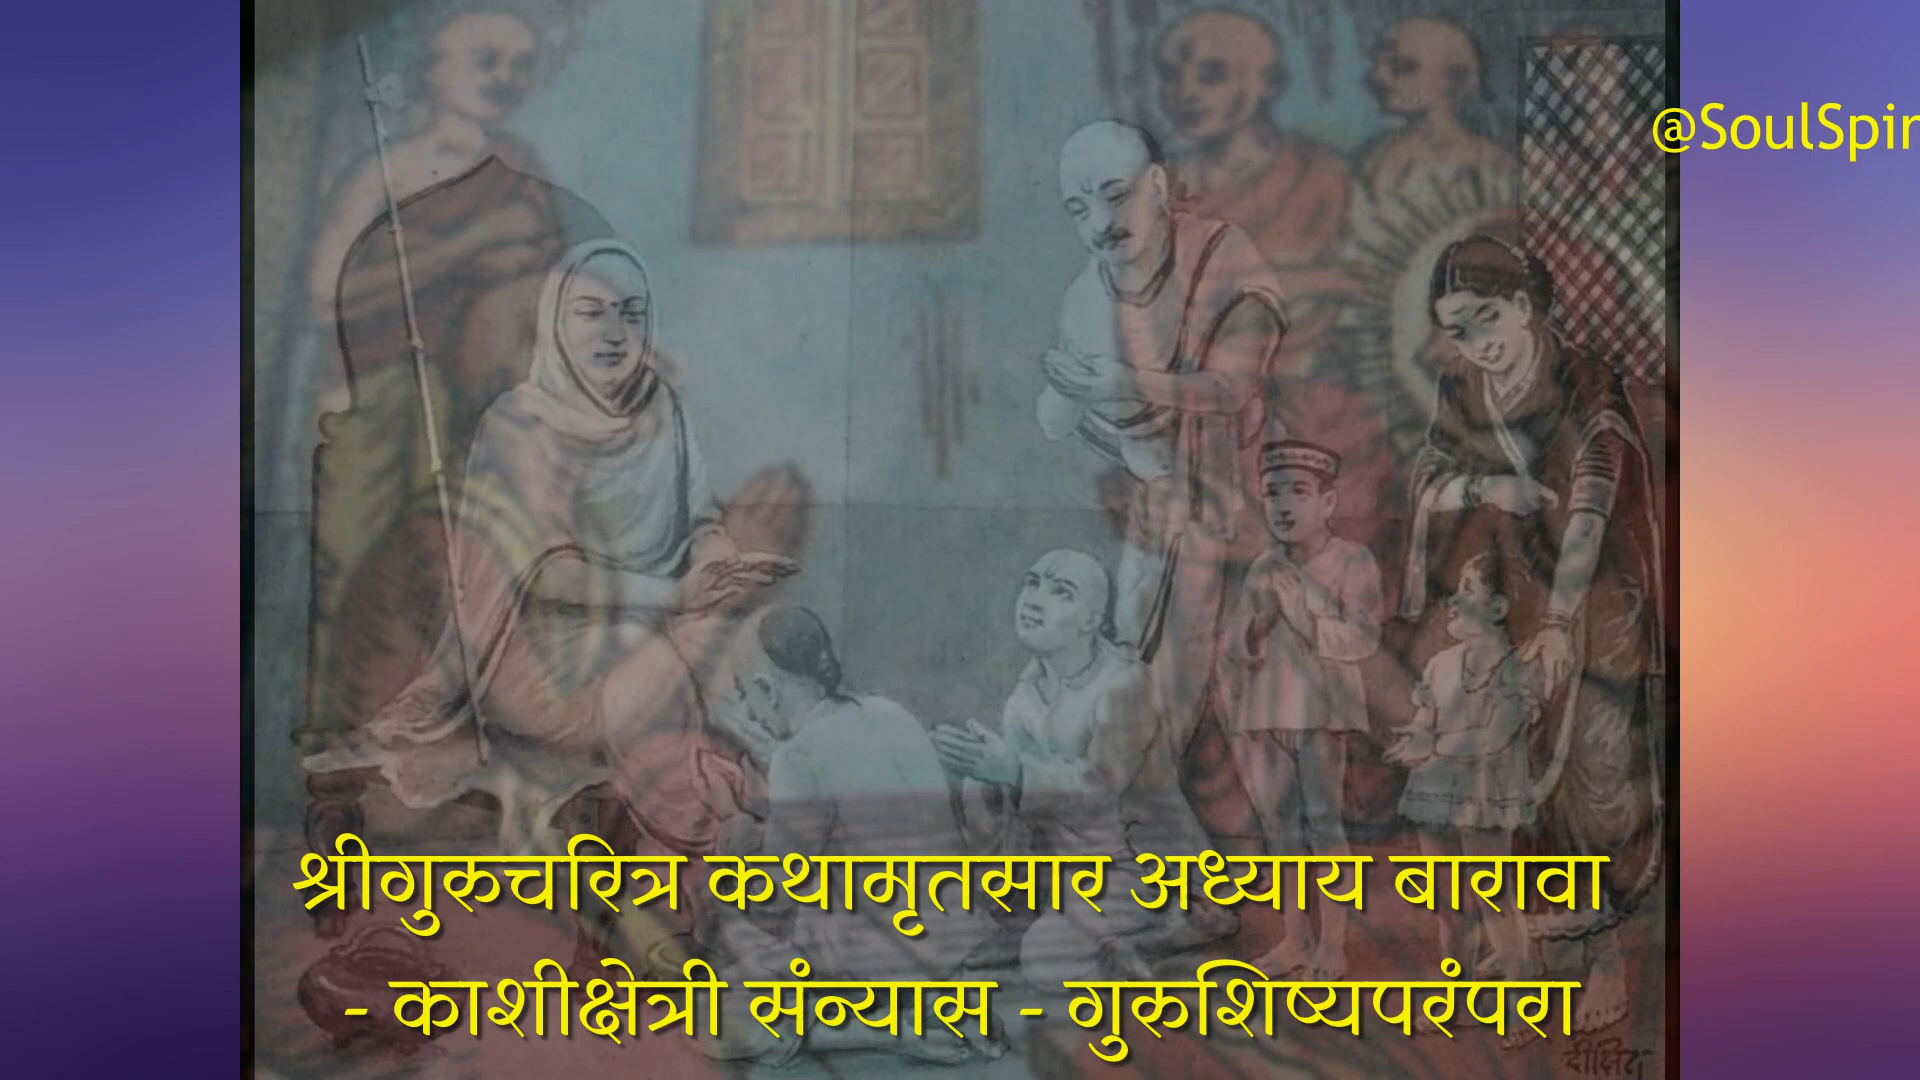 @SoulSpir
श्रीगुरुचरित्र कथामृतसार अध्याय बारावा
- काशीक्षेत्री संन्यास - गुरुशिष्यपरंपरा
दीक्षित